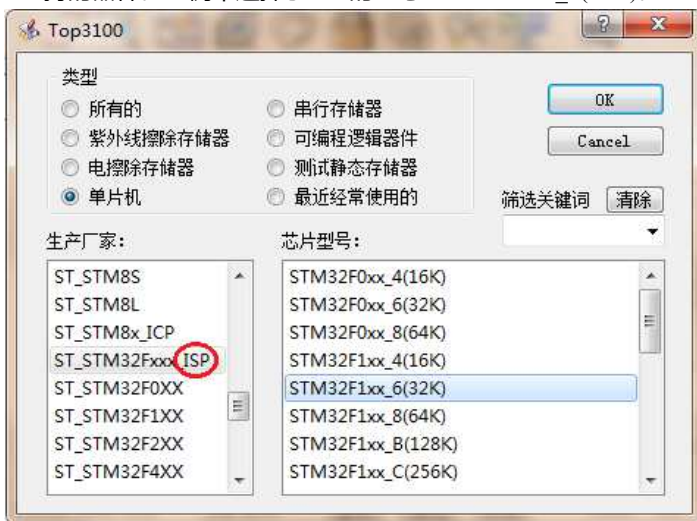 Top3100
类型
所有的
串行存储器
OK
紫外线擦除存储器
可编程逻辑器件
Cancel
电擦除存储器
测试静态存储器
单片机
最近经常使用的
筛选关键词
清除
生产厂家:
芯片型号:
ST_STM8S
ST_STM8L
ST_STM8x_ICP
ST_STM32Fxxx_ISP
ST_STM32F0XX
ST_STM32F1XX
ST_STM32F2XX
ST_STM32F4XX
STM32F0xx_4(16K)
STM32F0xx_6(32K)
STM32F0xx_8(64K)
STM32F1xx_4(16K)
STM32F1xx_6(32K)
STM32F1xx_8(64K)
STM32F1xx_B(128K)
STM32F1xx_C(256K)